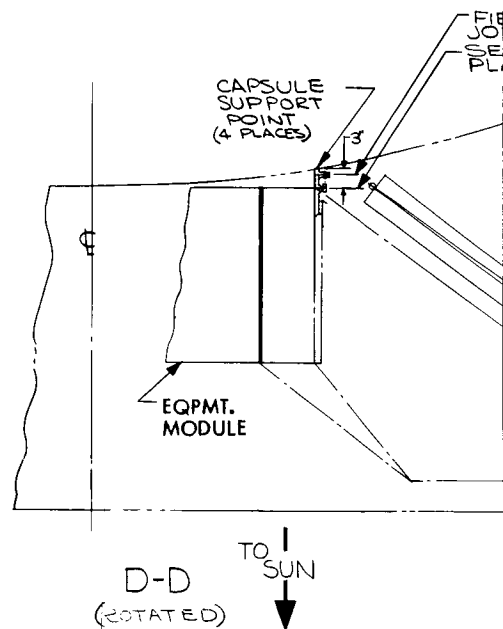 CAPSULE
SUPPORT
POINT
(4 PLACES)
3"
EQPMT.
MODULE
D-D
(ROTATED)
TO
SUN